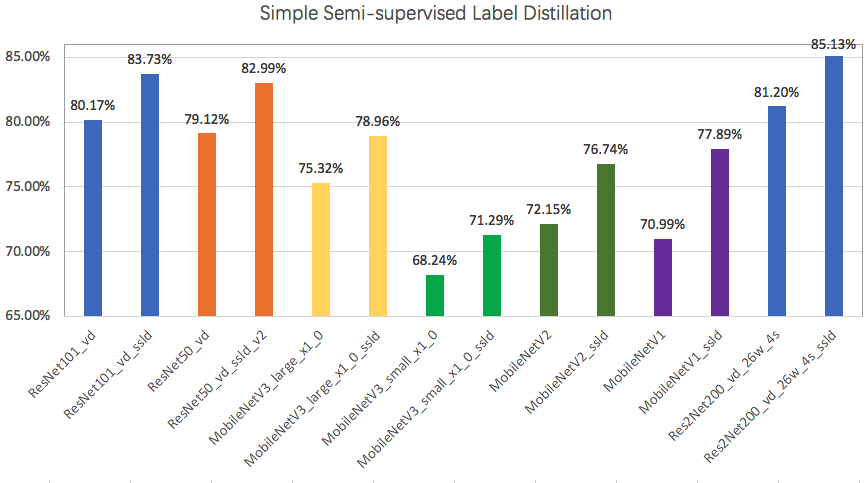 Simple Semi-supervised Label Distillation
85.00%
80.00%
75.00%
70.00%
65.00%
80.17%
83.73%
79.12%
82.99%
75.32%
78.96%
68.24%
71.29%
72.15%
76.74%
70.99%
77.89%
81.20%
85.13%
ResNet101_vd
ResNet101_vd_ssld
ResNet50_vd
ResNet50_vd_ssld_v2
MobileNetV3_large_x1_0
MobileNetV3_large_x1_0_ssld
MobileNetV3_small_x1_0
MobileNetV3_small_x1_0_ssld
MobileNetV2
MobileNetV2_ssld
MobileNetV1
MobileNetV1_ssld
Res2Net200_vd_26w_4s
Res2Net200_vd_26w_4s_ssld